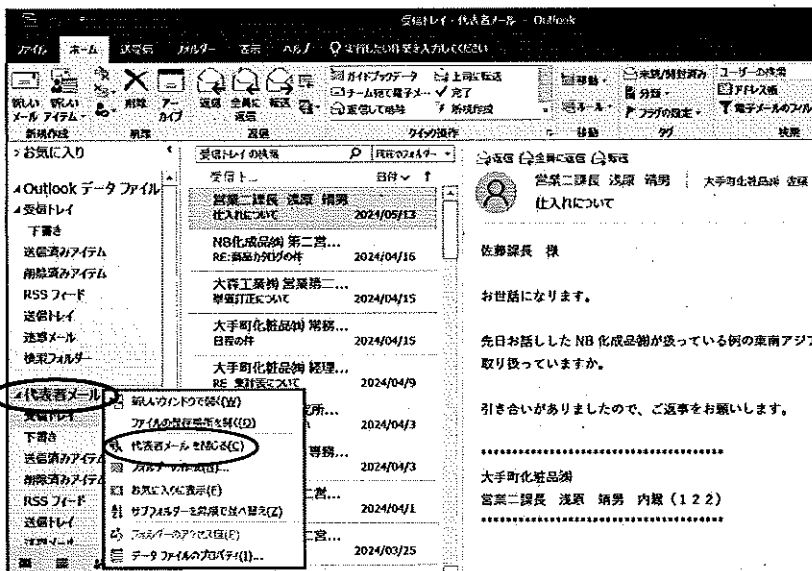 受信トレイ - 代表者メール - Outlook
ファイル ホーム 送受信 フォルダー 表示 ヘルプ 実行したい作業を入力してください
新しいメール
新しいアイテム
削除
アーカイブ
返信
全員に返信
転送
ガイドブックデータ
チーム宛て電子メ…
返信して削除
上司に転送
完了
新規作成
移動
ルール
未読/開封済み
分類
フラグの設定
ユーザーの検索
アドレス帳
電子メールのフィル
新規作成 削除 返信 クイック操作 移動 タグ 検索
お気に入り
Outlook データ ファイル
受信トレイ
下書き
送信済みアイテム
削除済みアイテム
RSS フィード
送信トレイ
迷惑メール
検索フォルダー
代表者メール
受信トレイ
下書き
送信済みアイテ
削除済みアイテ
RSS フィード
送信トレイ
受信トレイの検索 現在のフォルダー
受信ト… 日付
営業二課長 浅原 靖男
仕入れについて 2024/05/13
NB化成品㈱ 第二営…
RE:商品カタログの件 2024/04/16
大森工業㈱ 営業第二…
単価訂正について 2024/04/15
大手町化粧品㈱ 常務…
日程の件 2024/04/15
大手町化粧品㈱ 経理…
RE 集計表について 2024/04/9
2024/04/3
専務…
2024/04/3
二営…
2024/04/1
二営…
2024/03/25
新しいウィンドウで開く(W)
ファイルの保存場所を開く(O)
代表者メール を閉じる(C)
フォルダーの作成(N)...
お気に入りに表示(F)
サブフォルダーを昇順で並べ替え(Z)
フォルダーのアクセス権(P)
データ ファイルのプロパティ(I)...
返信 全員に返信 転送
営業二課長 浅原 靖男 大手町化粧品㈱ 佐藤
仕入れについて
佐藤課長 様
お世話になります。
先日お話しした NB 化成品㈱が扱っている例の東南アジア
取り扱っていますか。
引き合いがありましたので、ご返事をお願いします。
大手町化粧品㈱
営業二課長 浅原 靖男 内線(122)